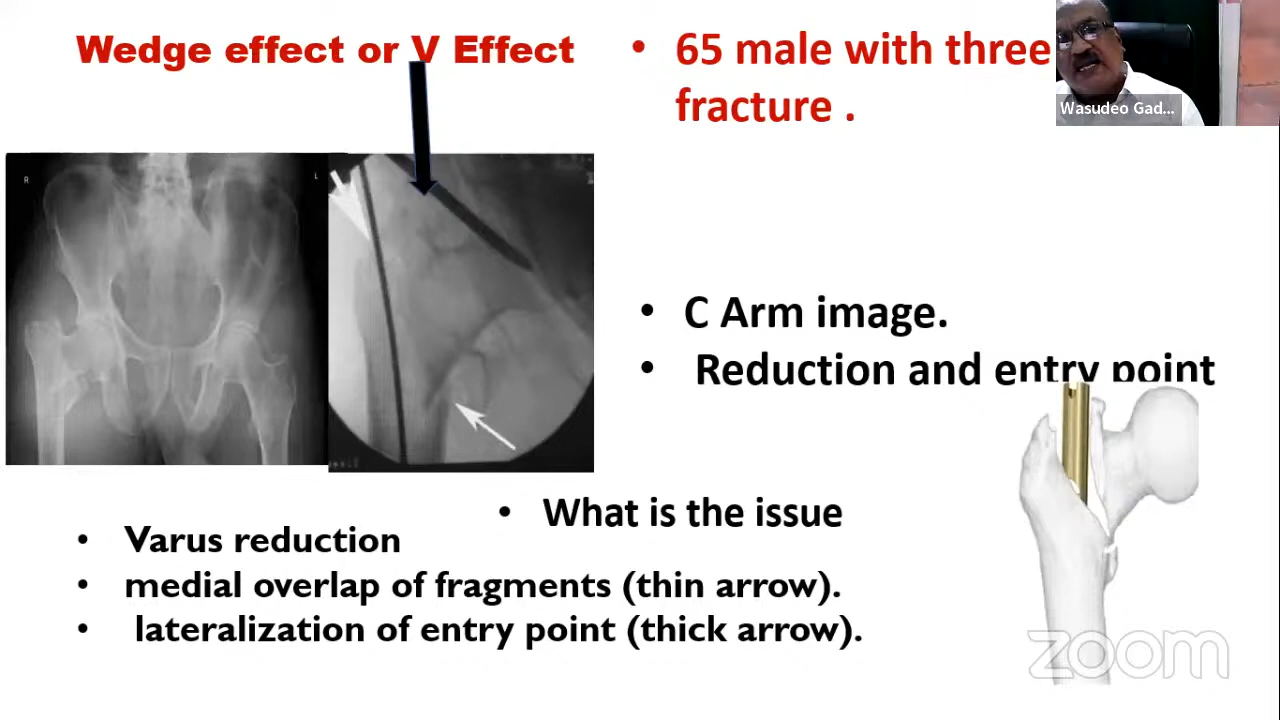 Wedge effect or V Effect
• 65 male with three
fracture .
Wasudeo Gad...
R
L
• C Arm image.
• Reduction and entry point
• What is the issue
• Varus reduction
• medial overlap of fragments (thin arrow).
• lateralization of entry point (thick arrow).
zoom